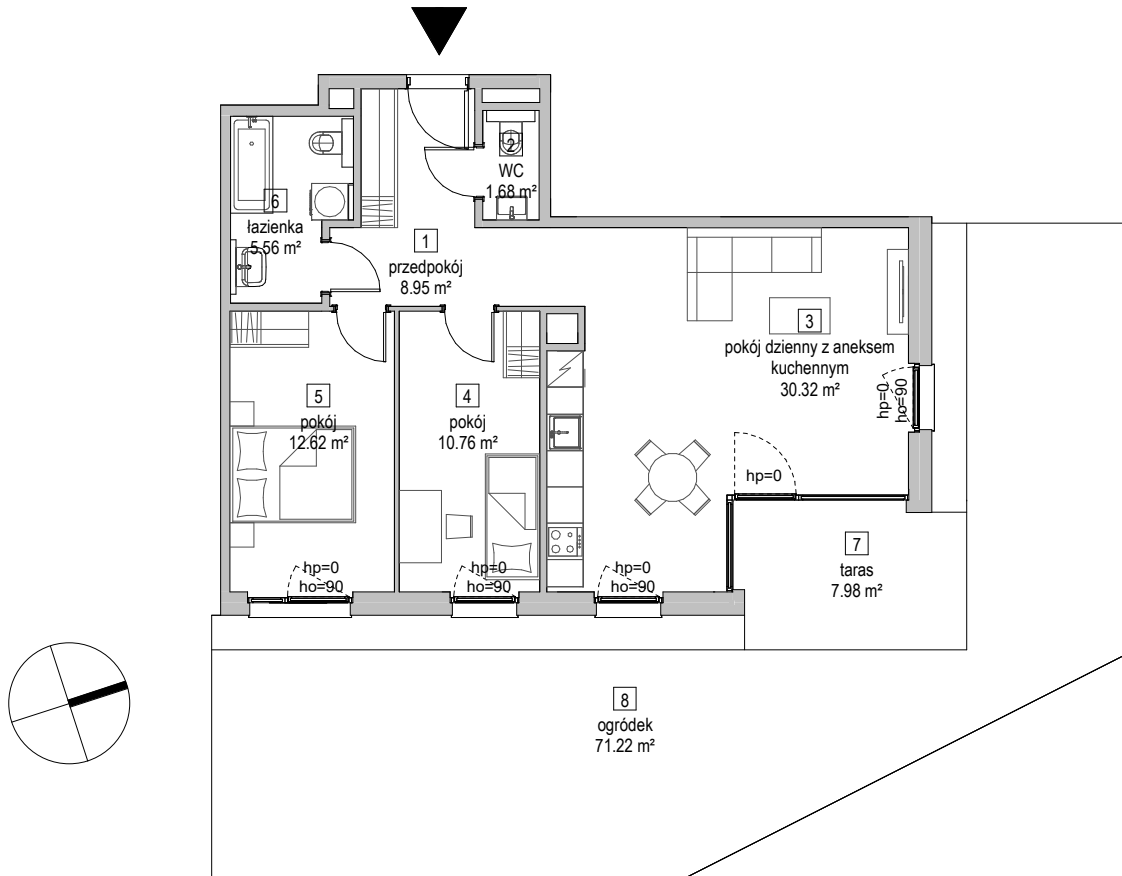 2
WC
1.68 m²
6
łazienka
5.56 m²
1
przedpokój
8.95 m²
3
pokój dzienny z aneksem
kuchennym
30.32 m²
hp=0
ho=90
5
pokój
12.62 m²
4
pokój
10.76 m²
hp=0
7
taras
7.98 m²
hp=0
ho=90
hp=0
ho=90
hp=0
ho=90
8
ogródek
71.22 m²